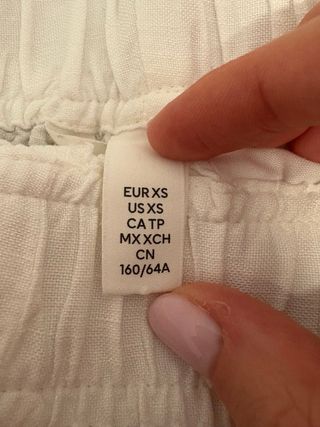 EUR XS
US XS
CA TP
MX XCH
CN
160/64A